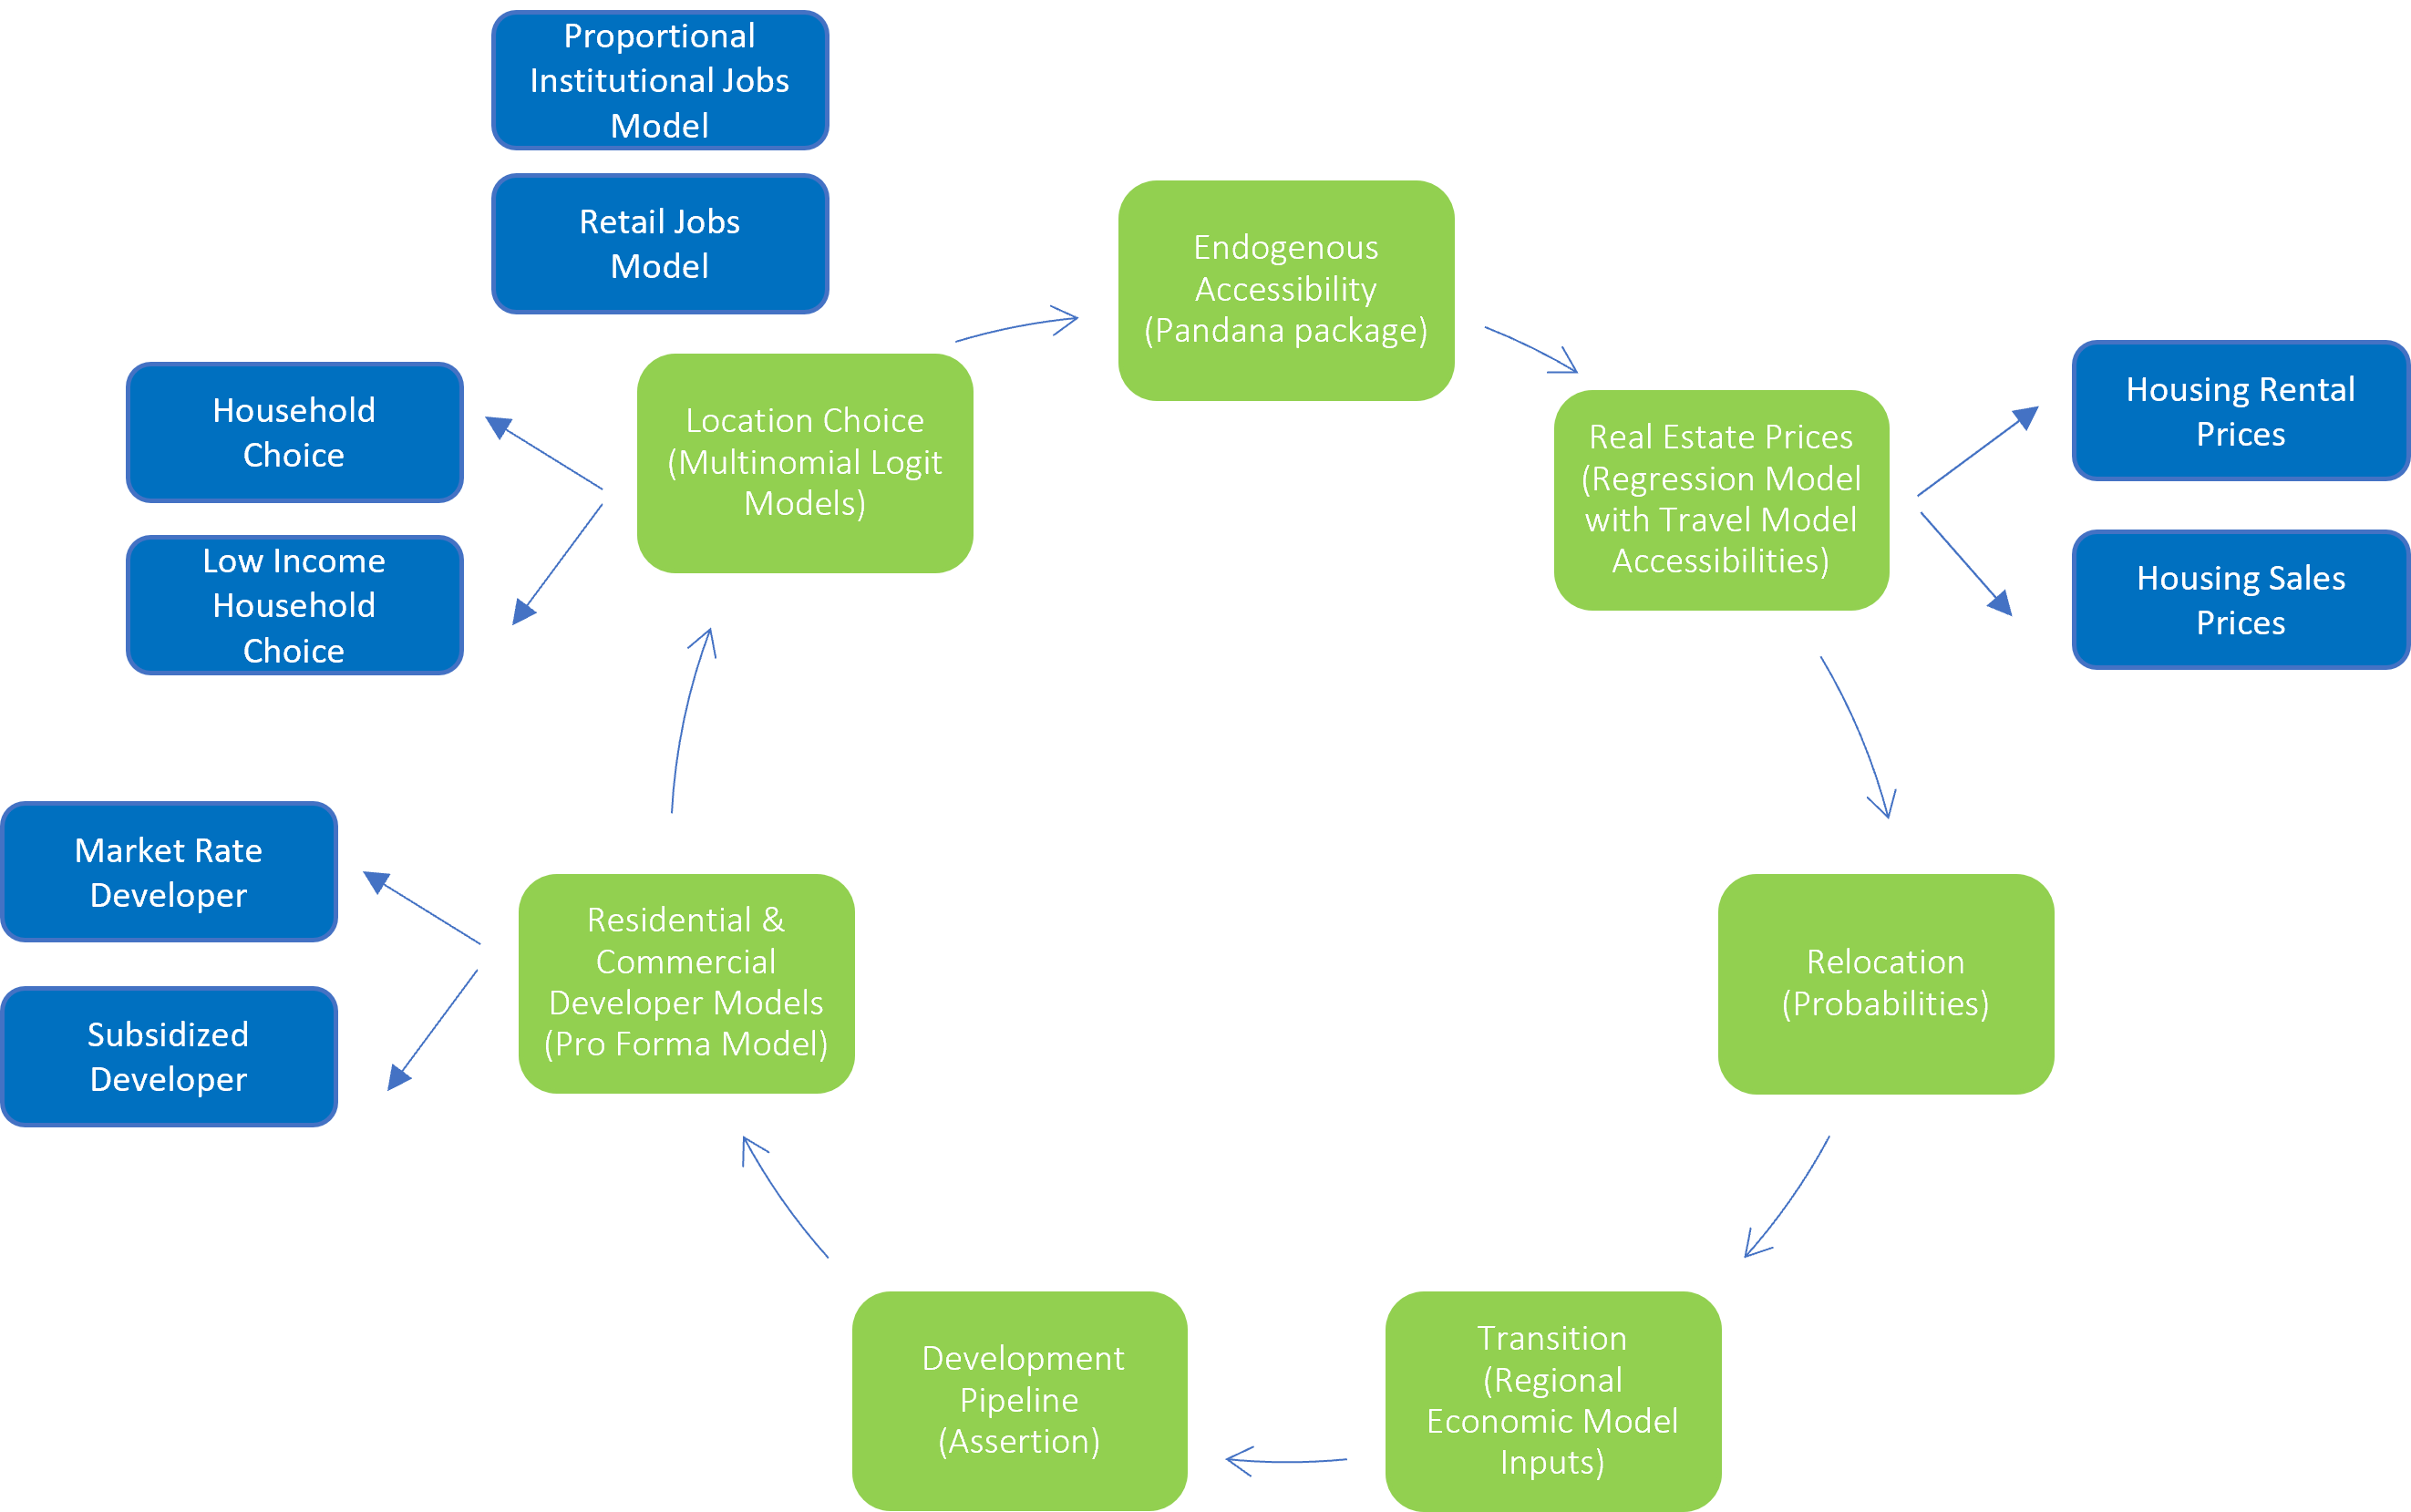 Proportional
Institutional Jobs
Model
Retail Jobs
Model
Endogenous
Accessibility
(Pandana package)
Household
Choice
Location Choice
(Multinomial Logit
Models)
Low Income
Household
Choice
Real Estate Prices
(Regression Model
with Travel Model
Accessibilities)
Housing Rental
Prices
Housing Sales
Prices
Market Rate
Developer
Subsidized
Developer
Residential &
Commercial
Developer Models
(Pro Forma Model)
Relocation
(Probabilities)
Development
Pipeline
(Assertion)
Transition
(Regional
Economic Model
Inputs)